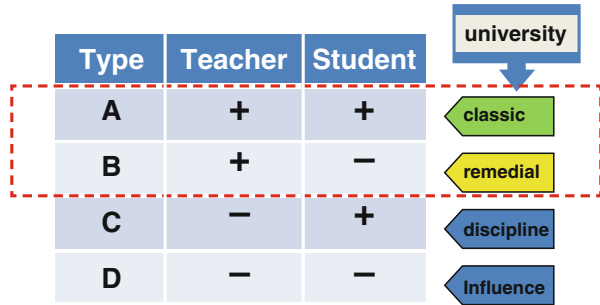 university
Type Teacher Student
A + + classic
B + − remedial
C − + discipline
D − − Influence